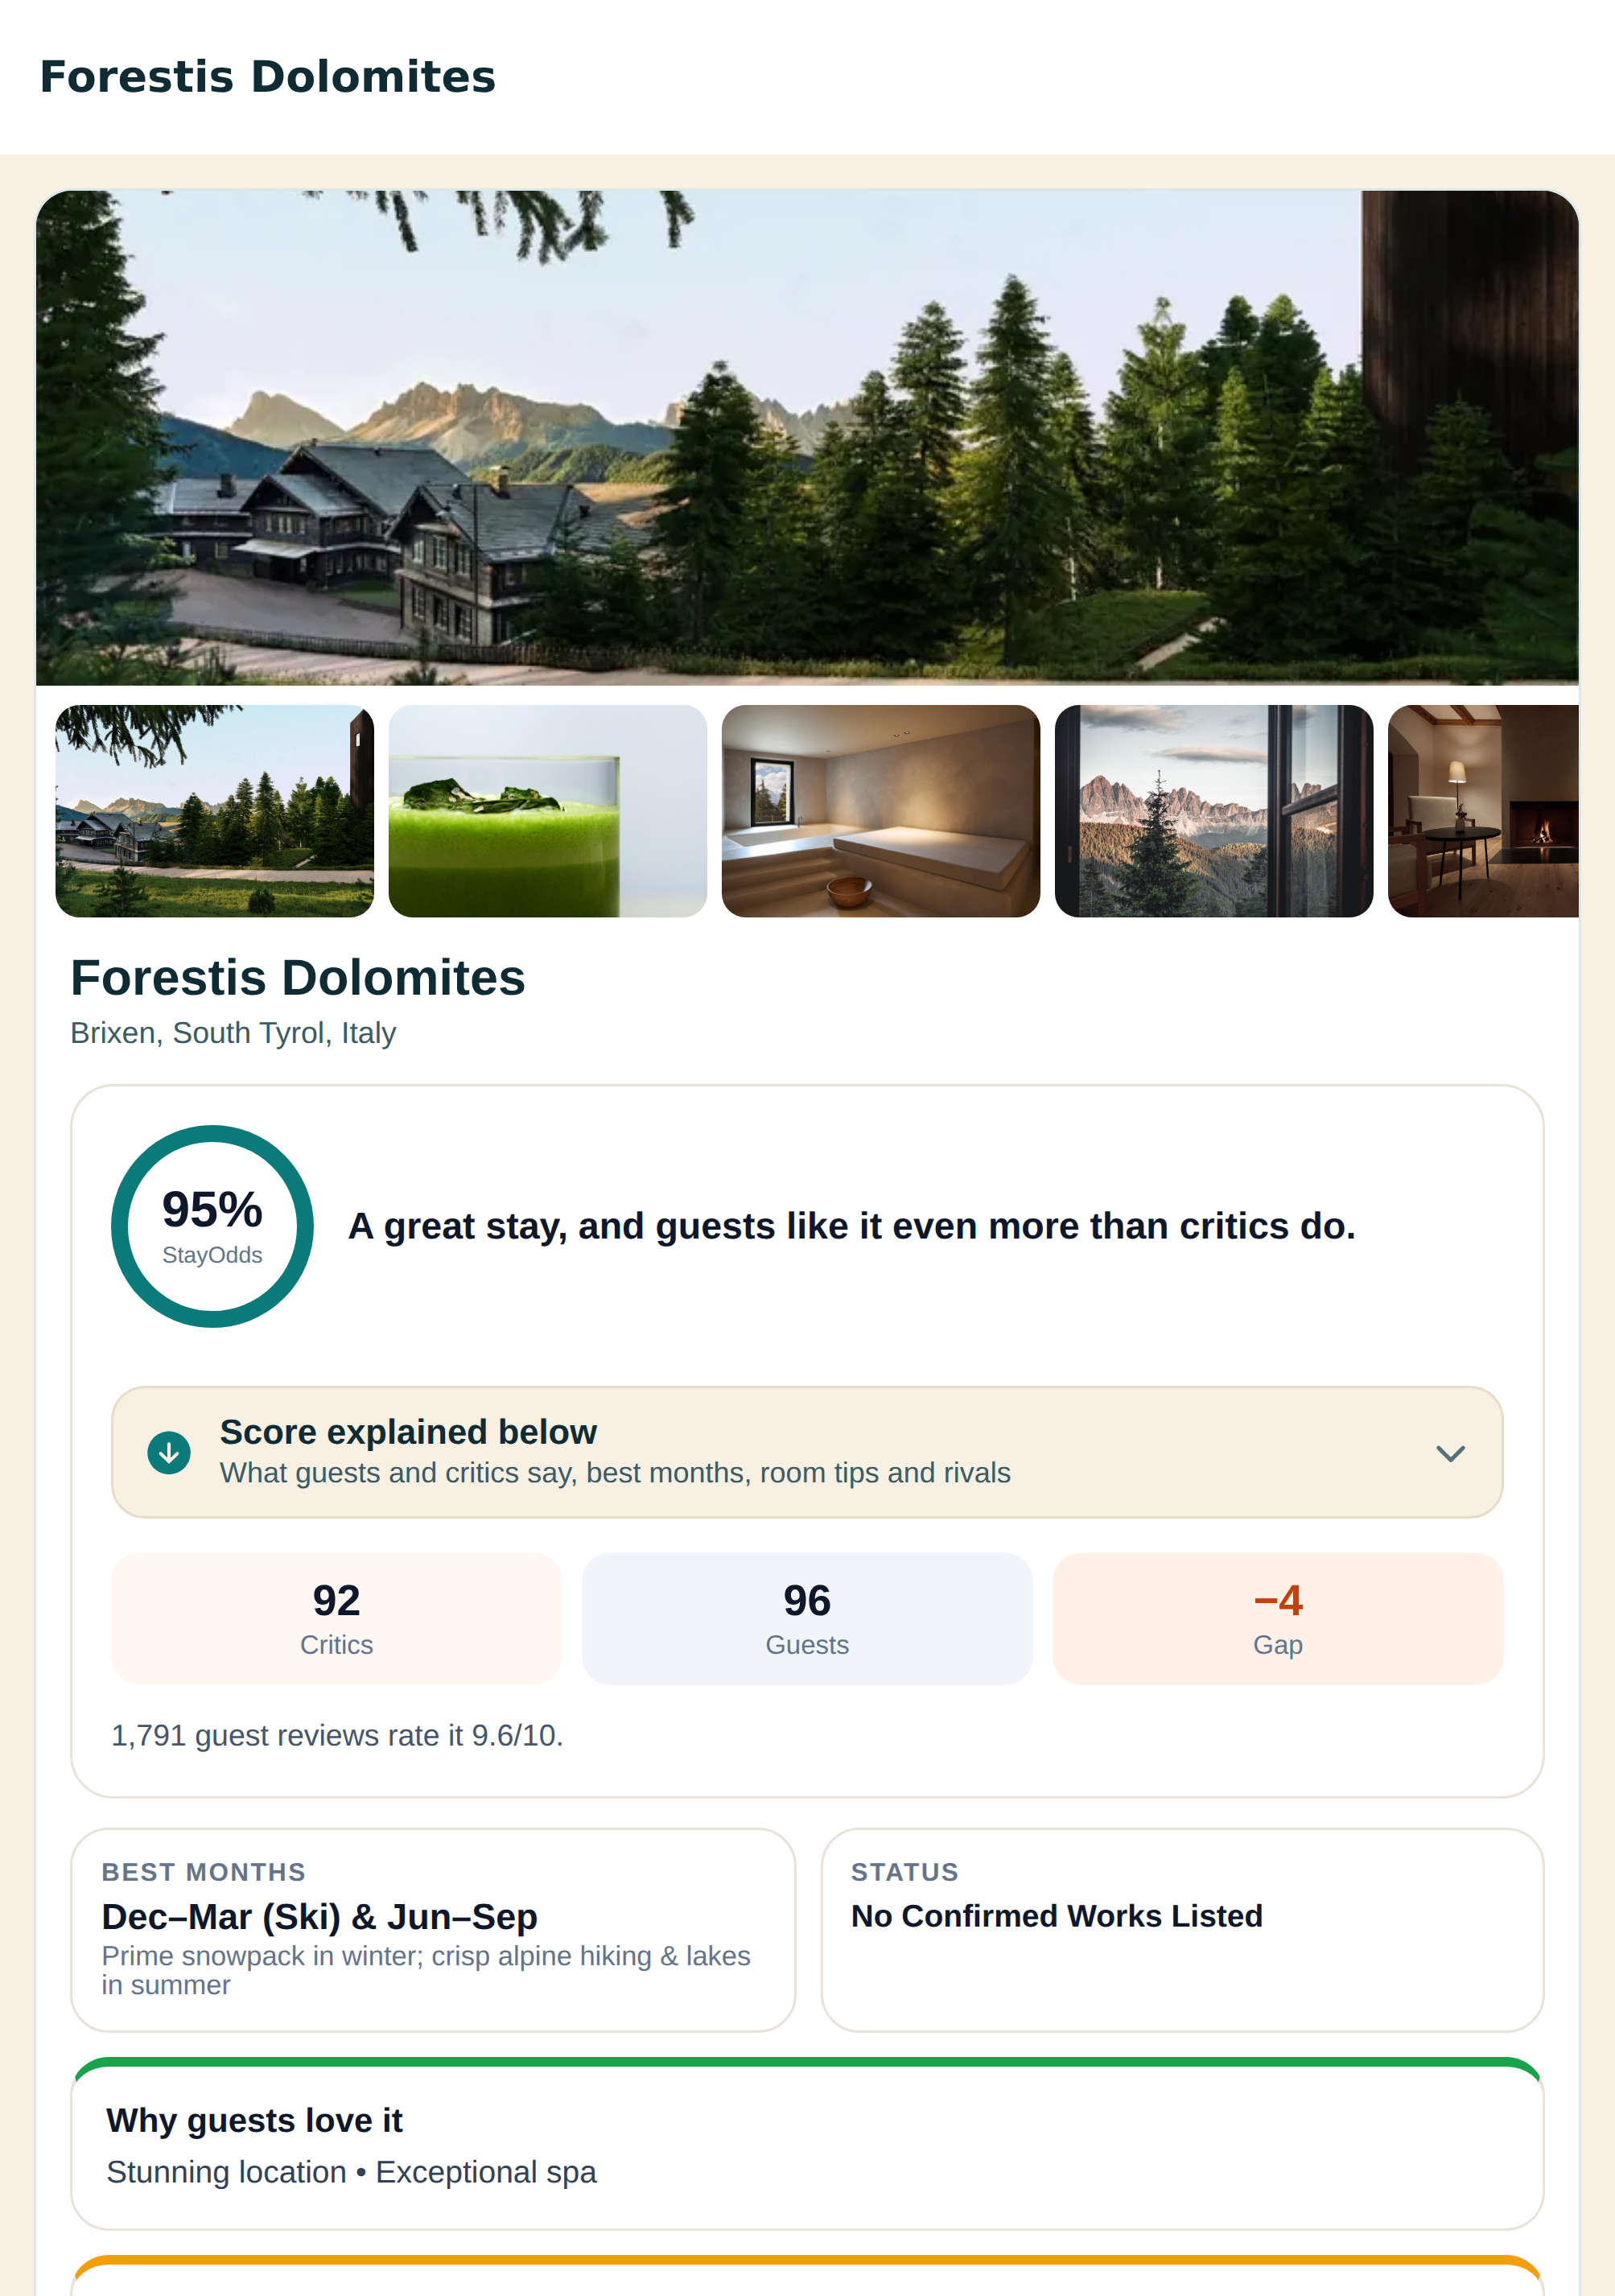 Forestis Dolomites
Forestis Dolomites
Brixen, South Tyrol, Italy
95%
StayOdds
A great stay, and guests like it even more than critics do.
Score explained below
What guests and critics say, best months, room tips and rivals
92
Critics
96
Guests
−4
Gap
1,791 guest reviews rate it 9.6/10.
BEST MONTHS
Dec–Mar (Ski) & Jun–Sep
Prime snowpack in winter; crisp alpine hiking & lakes
in summer
STATUS
No Confirmed Works Listed
Why guests love it
Stunning location • Exceptional spa